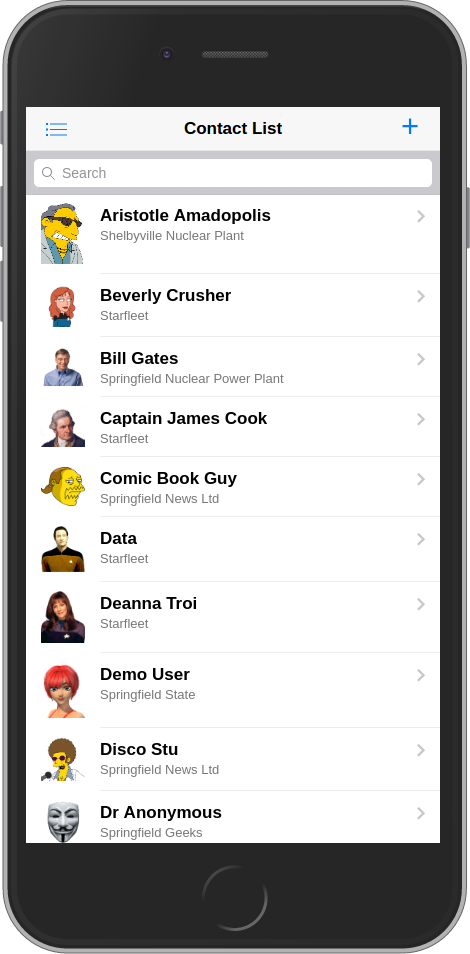 Contact List
Search
Aristotle Amadopolis
Shelbyville Nuclear Plant
Beverly Crusher
Starfleet
Bill Gates
Springfield Nuclear Power Plant
Captain James Cook
Starfleet
Comic Book Guy
Springfield News Ltd
Data
Starfleet
Deanna Troi
Starfleet
Demo User
Springfield State
Disco Stu
Springfield News Ltd
Dr Anonymous
Springfield Geeks